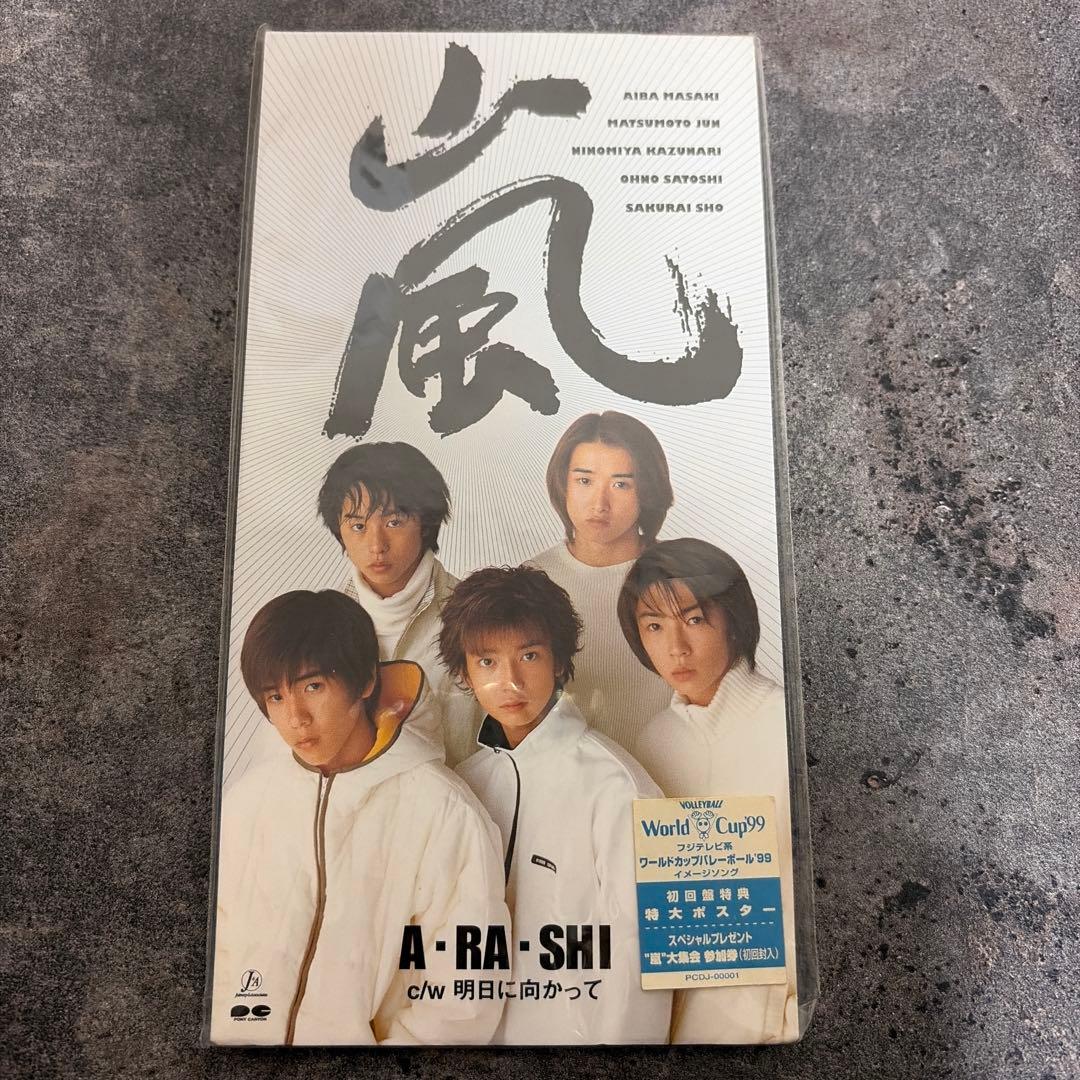 嵐
AIBA MASAKI
MATSUMOTO JUN
NINOMIYA KAZUNARI
OHNO SATOSHI
SAKURAI SHO
VOLLEYBALL
World Cup'99
フジテレビ系
ワールドカップバレーボール'99
イメージソング
初回盤特典
特大ポスター
スペシャルプレゼント
"嵐"大集会 参加券(初回封入)
PCDJ-00001
A・RA・SHI
c/w 明日に向かって
J&A
PONY CANYON